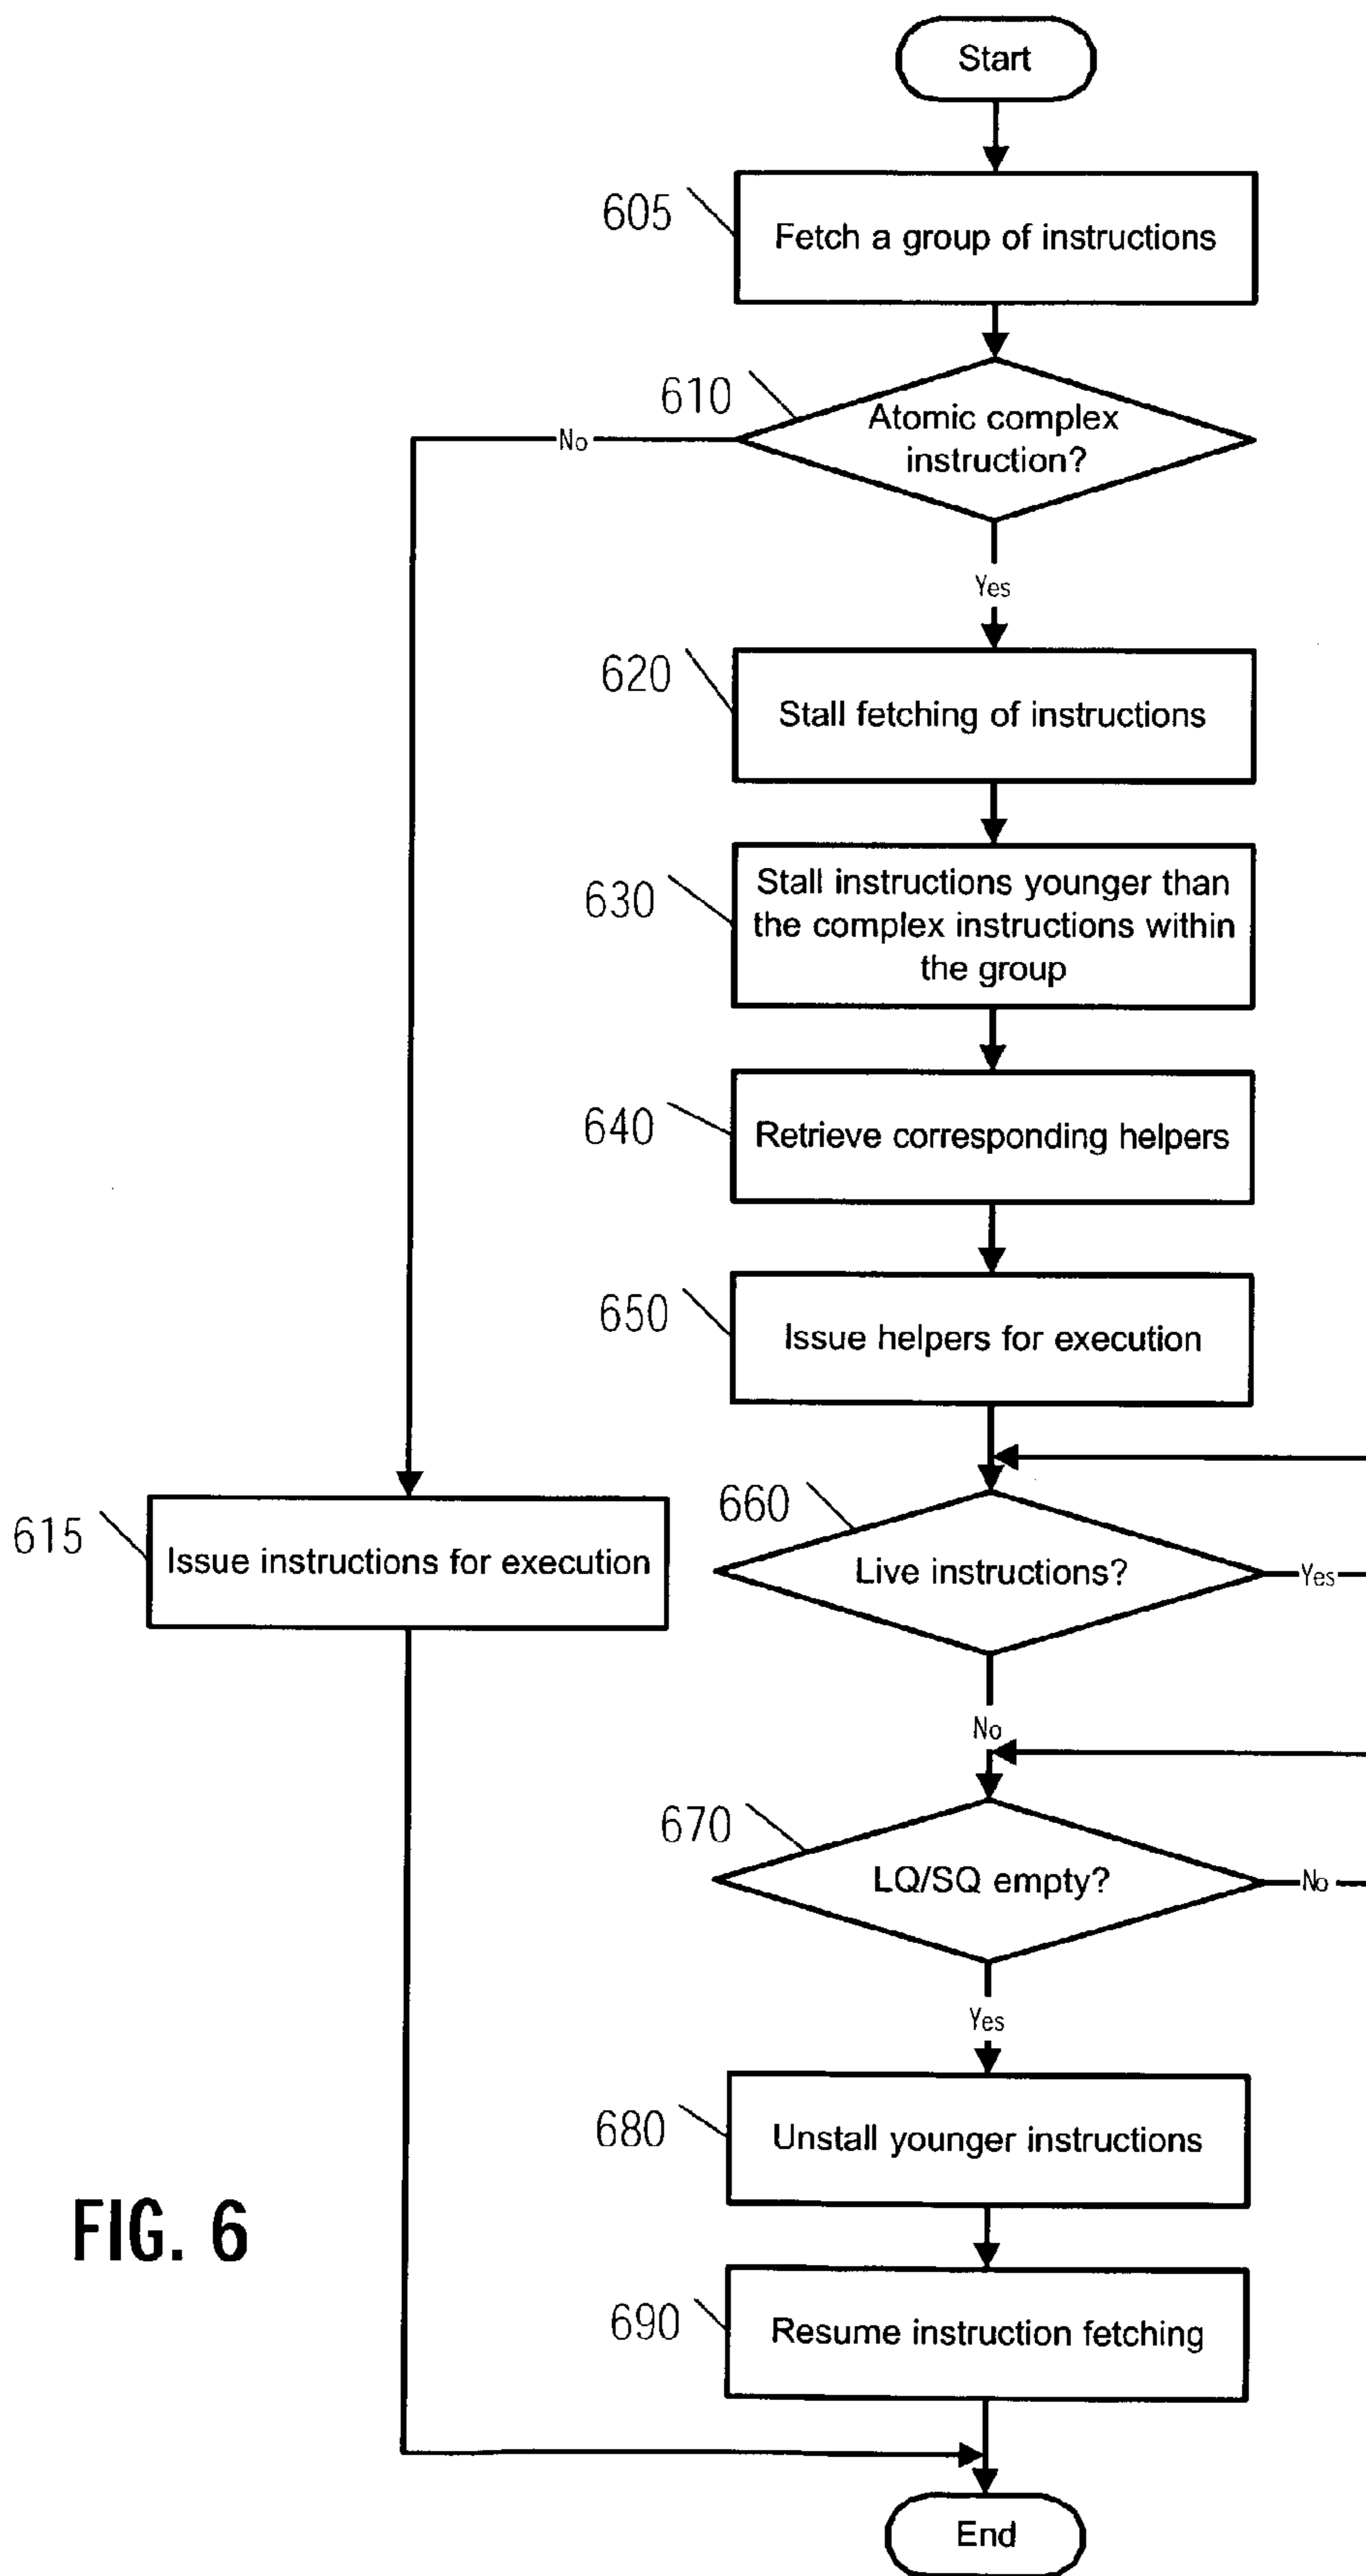 Start
605
Fetch a group of instructions
610
Atomic complex
instruction?
No
Yes
620
Stall fetching of instructions
630
Stall instructions younger than
the complex instructions within
the group
640
Retrieve corresponding helpers
650
Issue helpers for execution
615
Issue instructions for execution
660
Live instructions?
Yes
No
670
LQ/SQ empty?
No
Yes
680
Unstall younger instructions
FIG. 6
690
Resume instruction fetching
End